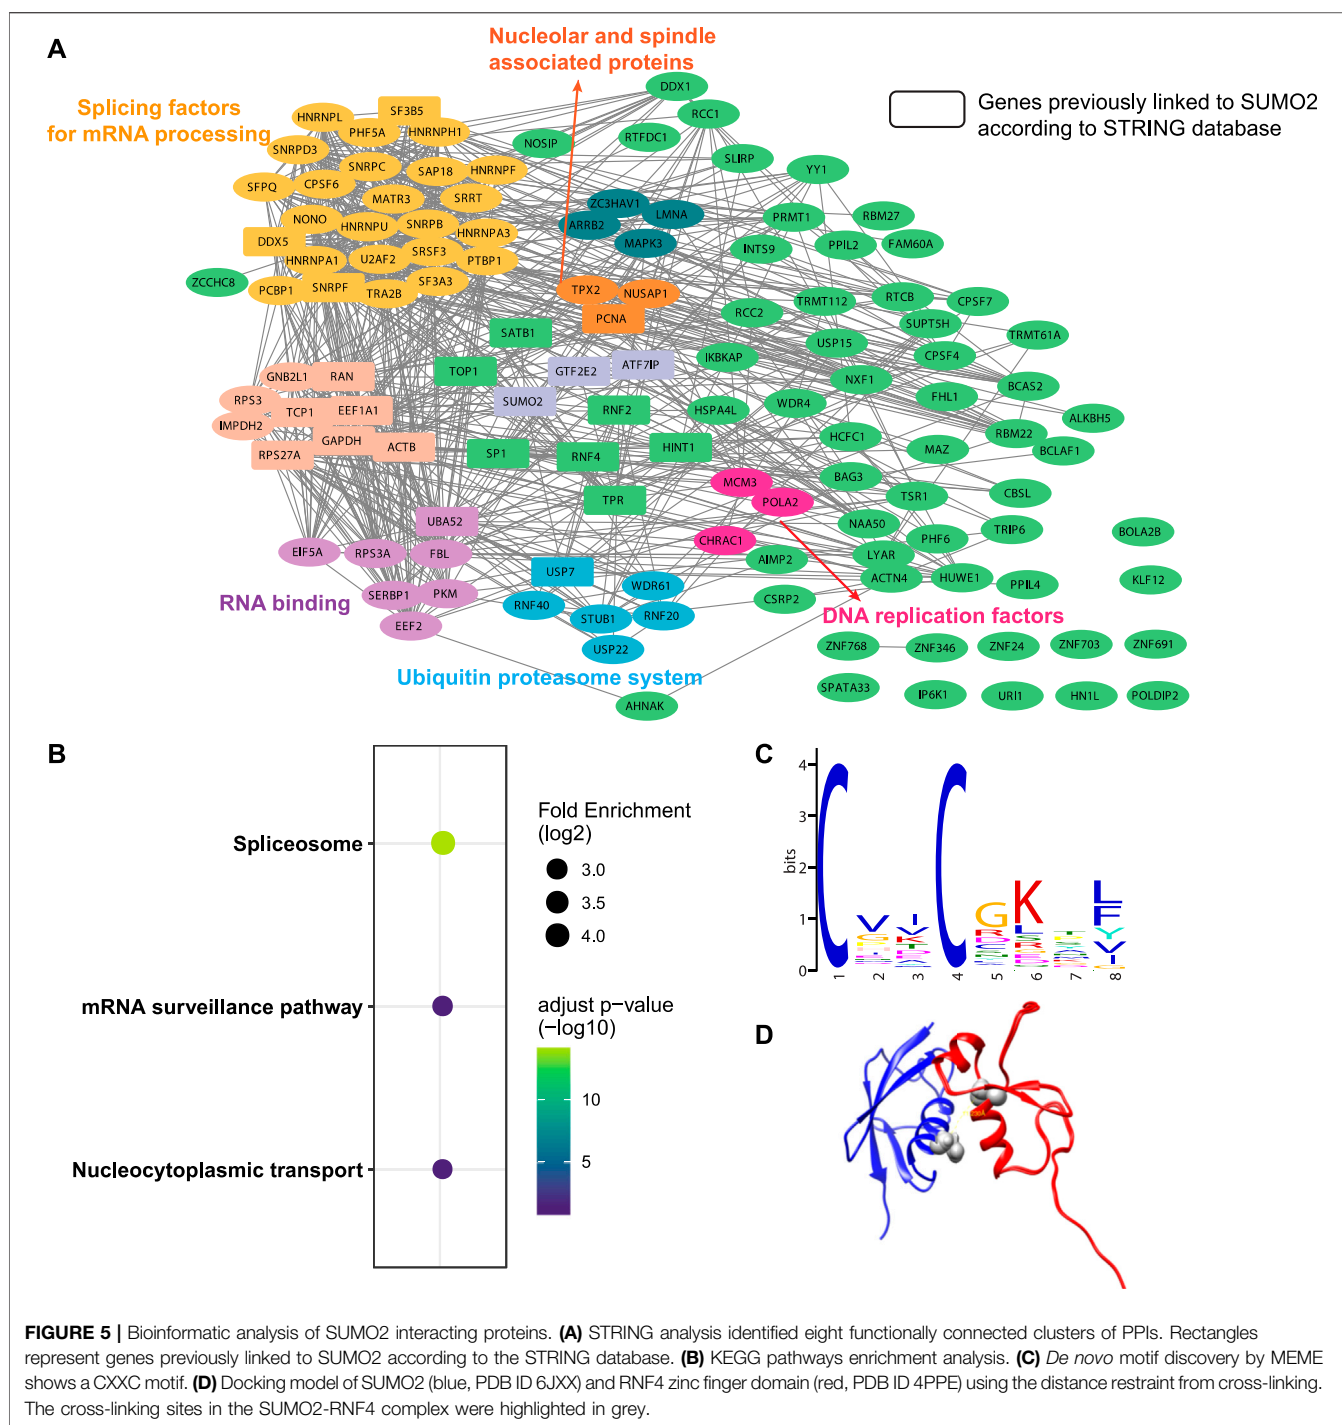 A
Nucleolar and spindle
associated proteins
Splicing factors
for mRNA processing
Genes previously linked to SUMO2
according to STRING database
DDX1
RCC1
NOSIP
RTFDC1
SLIRP
YY1
HNRNPL
SF3B5
PHF5A
HNRNPH1
SNRPD3
SNRPC
SAP18
HNRNPF
SFPQ
CPSF6
MATR3
SRRT
NONO
HNRNPU
SNRPB
HNRNPA3
DDX5
HNRNPA1
U2AF2
SRSF3
PTBP1
ZCCHC8
PCBP1
SNRPF
TRA2B
SF3A3
ZC3HAV1
LMNA
ARRB2
MAPK3
PRMT1
RBM27
INTS9
PPIL2
FAM60A
TPX2
NUSAP1
PCNA
RCC2
TRMT112
RTCB
CPSF7
SUPT5H
TRMT61A
SATB1
USP15
CPSF4
TOP1
GTF2E2
ATF7IP
IKBKAP
NXF1
BCAS2
SUMO2
RNF2
HSPA4L
WDR4
FHL1
ALKBH5
GNB2L1
RAN
RPS3
TCP1
EEF1A1
IMPDH2
GAPDH
ACTB
RPS27A
SP1
RNF4
HINT1
HCFC1
RBM22
MAZ
BCLAF1
TPR
MCM3
POLA2
BAG3
TSR1
CBSL
UBA52
CHRAC1
NAA50
PHF6
TRIP6
BOLA2B
EIF5A
RPS3A
FBL
AIMP2
LYAR
USP7
WDR61
ACTN4
HUWE1
PPIL4
KLF12
RNA binding
SERBP1
PKM
RNF40
STUB1
RNF20
CSRP2
EEF2
USP22
DNA replication factors
Ubiquitin proteasome system
ZNF768
ZNF346
ZNF24
ZNF703
ZNF691
AHNAK
SPATA33
IP6K1
URI1
HN1L
POLDIP2
B
Spliceosome
mRNA surveillance pathway
Nucleocytoplasmic transport
Fold Enrichment
(log2)
3.0
3.5
4.0
adjust p−value
(−log10)
10
5
C
bits
4
3
2
1
0
1 2 3 4 5 6 7 8
D
FIGURE 5 | Bioinformatic analysis of SUMO2 interacting proteins. (A) STRING analysis identified eight functionally connected clusters of PPIs. Rectangles
represent genes previously linked to SUMO2 according to the STRING database. (B) KEGG pathways enrichment analysis. (C) De novo motif discovery by MEME
shows a CXXC motif. (D) Docking model of SUMO2 (blue, PDB ID 6JXX) and RNF4 zinc finger domain (red, PDB ID 4PPE) using the distance restraint from cross-linking.
The cross-linking sites in the SUMO2-RNF4 complex were highlighted in grey.